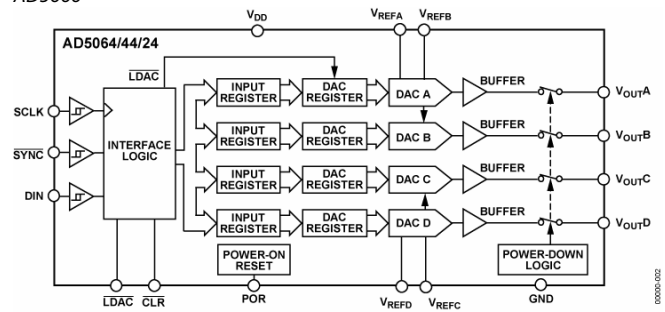 AD5066
V_DD
V_REFA V_REFB
AD5064/44/24
LDAC
SCLK
SYNC
DIN
INTERFACE
LOGIC
INPUT
REGISTER
DAC
REGISTER
DAC A
BUFFER
V_OUTA
INPUT
REGISTER
DAC
REGISTER
DAC B
BUFFER
V_OUTB
INPUT
REGISTER
DAC
REGISTER
DAC C
BUFFER
V_OUTC
INPUT
REGISTER
DAC
REGISTER
DAC D
BUFFER
V_OUTD
POWER-ON
RESET
POWER-DOWN
LOGIC
LDAC CLR
POR
V_REFD V_REFC
GND
00000-002